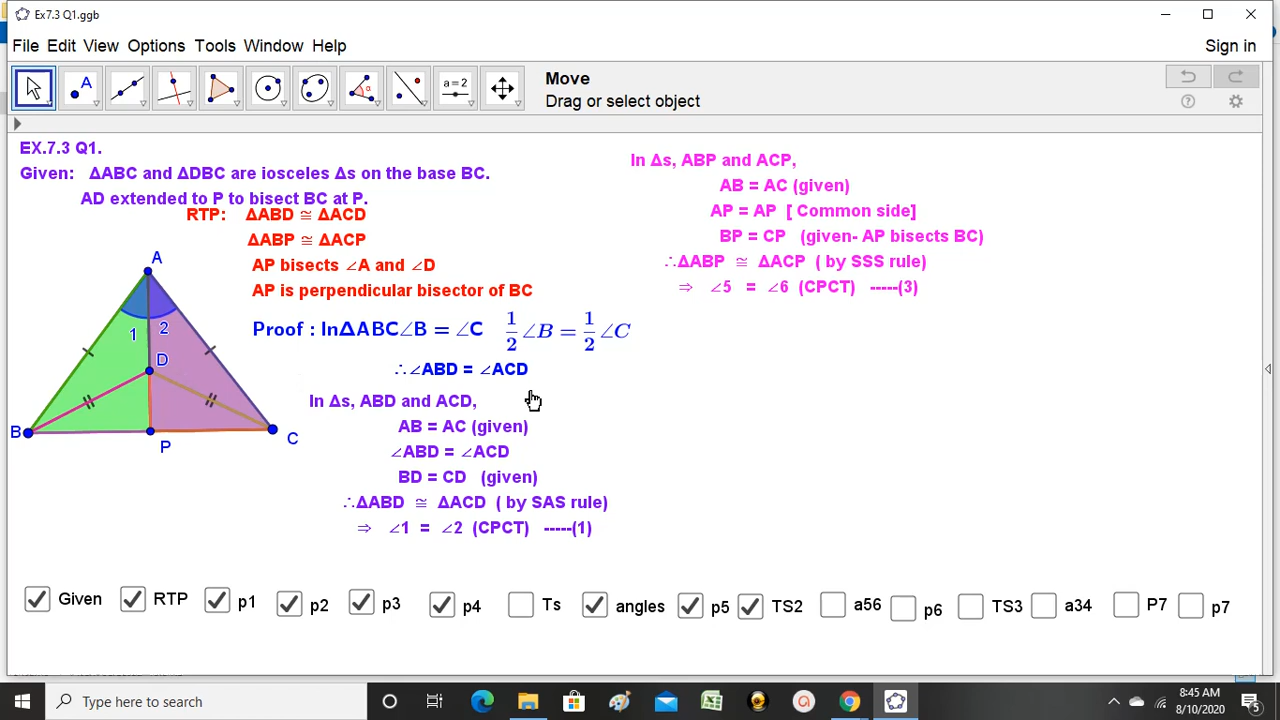 Ex7.3 Q1.ggb
File Edit View Options Tools Window Help
Sign in
A
α
a=2
Move
Drag or select object
EX.7.3 Q1.
Given: ΔABC and ΔDBC are iosceles Δs on the base BC.
AD extended to P to bisect BC at P.
RTP: ΔABD ≅ ΔACD
ΔABP ≅ ΔACP
AP bisects ∠A and ∠D
AP is perpendicular bisector of BC
Proof : InΔABC∠B = ∠C 1/2 ∠B = 1/2 ∠C
∴∠ABD = ∠ACD
In Δs, ABD and ACD,
AB = AC (given)
∠ABD = ∠ACD
BD = CD (given)
∴ΔABD ≅ ΔACD ( by SAS rule)
⇒ ∠1 = ∠2 (CPCT) -----(1)
In Δs, ABP and ACP,
AB = AC (given)
AP = AP [ Common side]
BP = CP (given- AP bisects BC)
∴ΔABP ≅ ΔACP ( by SSS rule)
⇒ ∠5 = ∠6 (CPCT) -----(3)
A
1 2
D
B
P
C
Given RTP p1 p2 p3 p4 Ts angles p5 TS2 a56 p6 TS3 a34 P7 p7
Type here to search
8:45 AM
8/10/2020
5